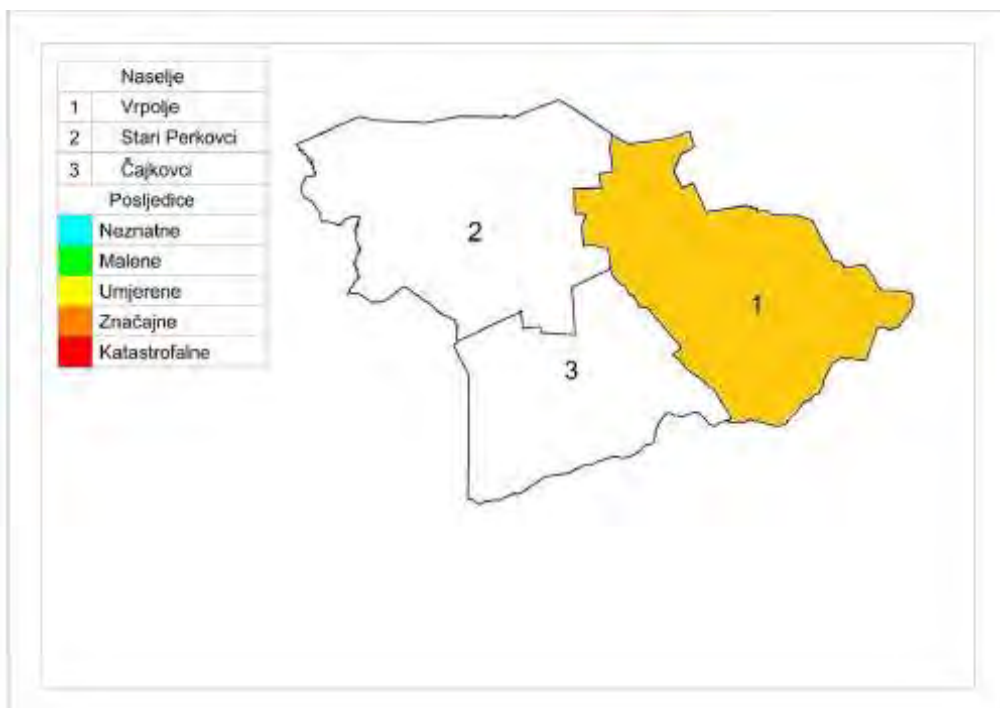 Naselje
1 Vrpolje
2 Stari Perkovci
3 Čajkovci
Posljedice
Neznatne
Malene
Umjerene
Značajne
Katastrofalne
2
1
3